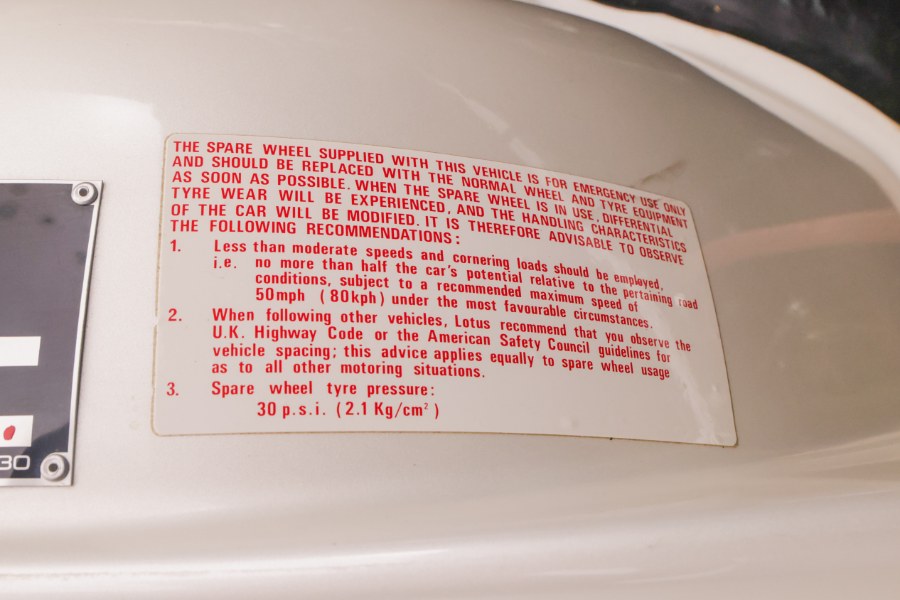 THE SPARE WHEEL SUPPLIED WITH THIS VEHICLE IS FOR EMERGENCY USE ONLY
AND SHOULD BE REPLACED WITH THE NORMAL WHEEL AND TYRE EQUIPMENT
AS SOON AS POSSIBLE. WHEN THE SPARE WHEEL IS IN USE, DIFFERENTIAL
TYRE WEAR WILL BE EXPERIENCED, AND THE HANDLING CHARACTERISTICS
OF THE CAR WILL BE MODIFIED. IT IS THEREFORE ADVISABLE TO OBSERVE
THE FOLLOWING RECOMMENDATIONS:
1. Less than moderate speeds and cornering loads should be employed,
i.e. no more than half the car's potential relative to the pertaining road
conditions, subject to a recommended maximum speed of
50mph (80kph) under the most favourable circumstances.
2. When following other vehicles, Lotus recommend that you observe the
U.K. Highway Code or the American Safety Council guidelines for
vehicle spacing; this advice applies equally to spare wheel usage
as to all other motoring situations.
3. Spare wheel tyre pressure:
30 p.s.i. (2.1 Kg/cm²)
30